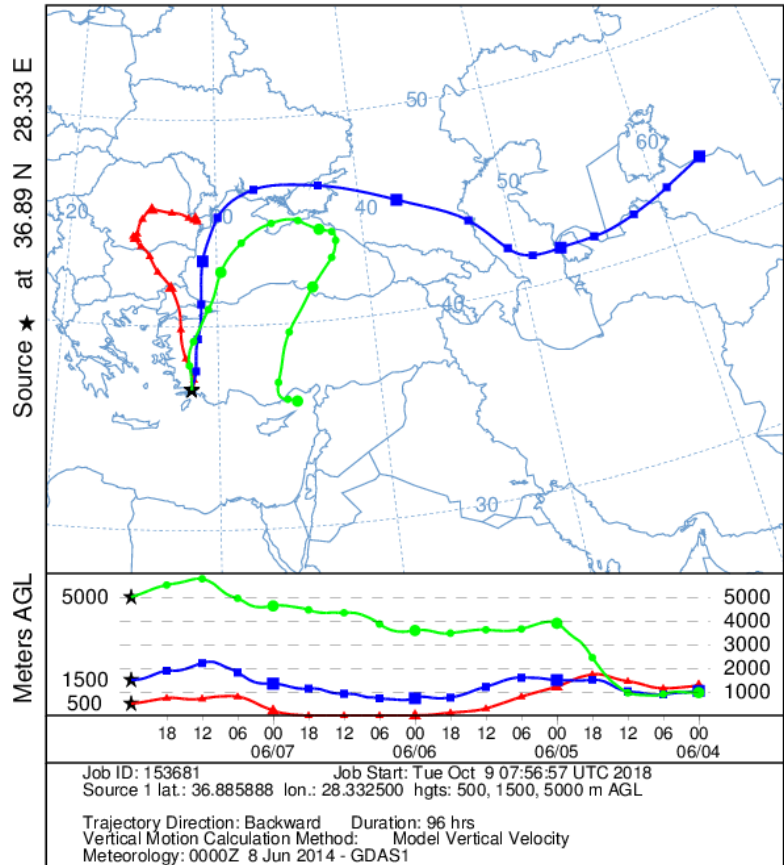 Source ★ at 36.89 N 28.33 E
50
60
20
50
30
40
40
30
Meters AGL
5000 5000
4000
3000
2000
1500
1000
500
18 12 06 00 18 12 06 00 18 12 06 00 18 12 06 00
06/07 06/06 06/05 06/04
Job ID: 153681 Job Start: Tue Oct 9 07:56:57 UTC 2018
Source 1 lat.: 36.885888 lon.: 28.332500 hgts: 500, 1500, 5000 m AGL
Trajectory Direction: Backward Duration: 96 hrs
Vertical Motion Calculation Method: Model Vertical Velocity
Meteorology: 0000Z 8 Jun 2014 - GDAS1